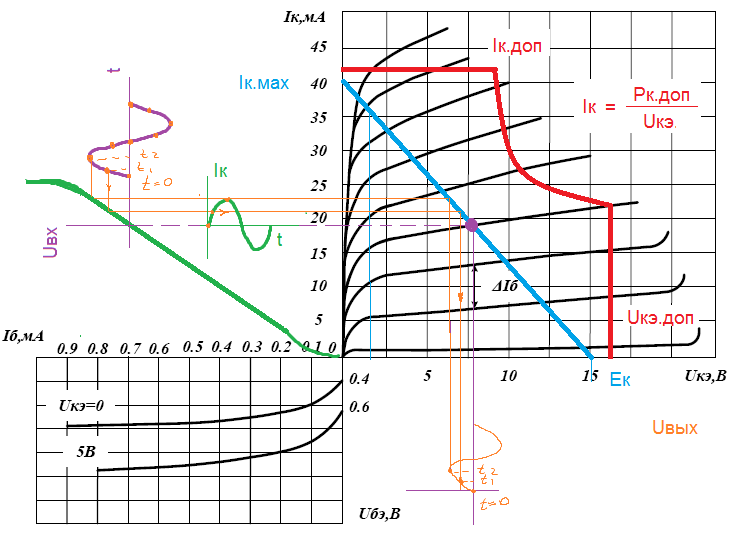 Iк,мА
45
40
35
30
25
20
15
10
5
Iк.доп
Iк.мах
Iк = Рк.доп
Uкэ
t
t2
t1
t=0
Iк
t
Uвх
ΔIб
Uкэ.доп
Iб,мА
0.9 0.8 0.7 0.6 0.5 0.4 0.3 0.2 0.1 0
5 10 15 Uкэ,В
Ек
Uкэ=0
0.4
0.6
5В
Uвых
t2
t1
t=0
Uбэ,В